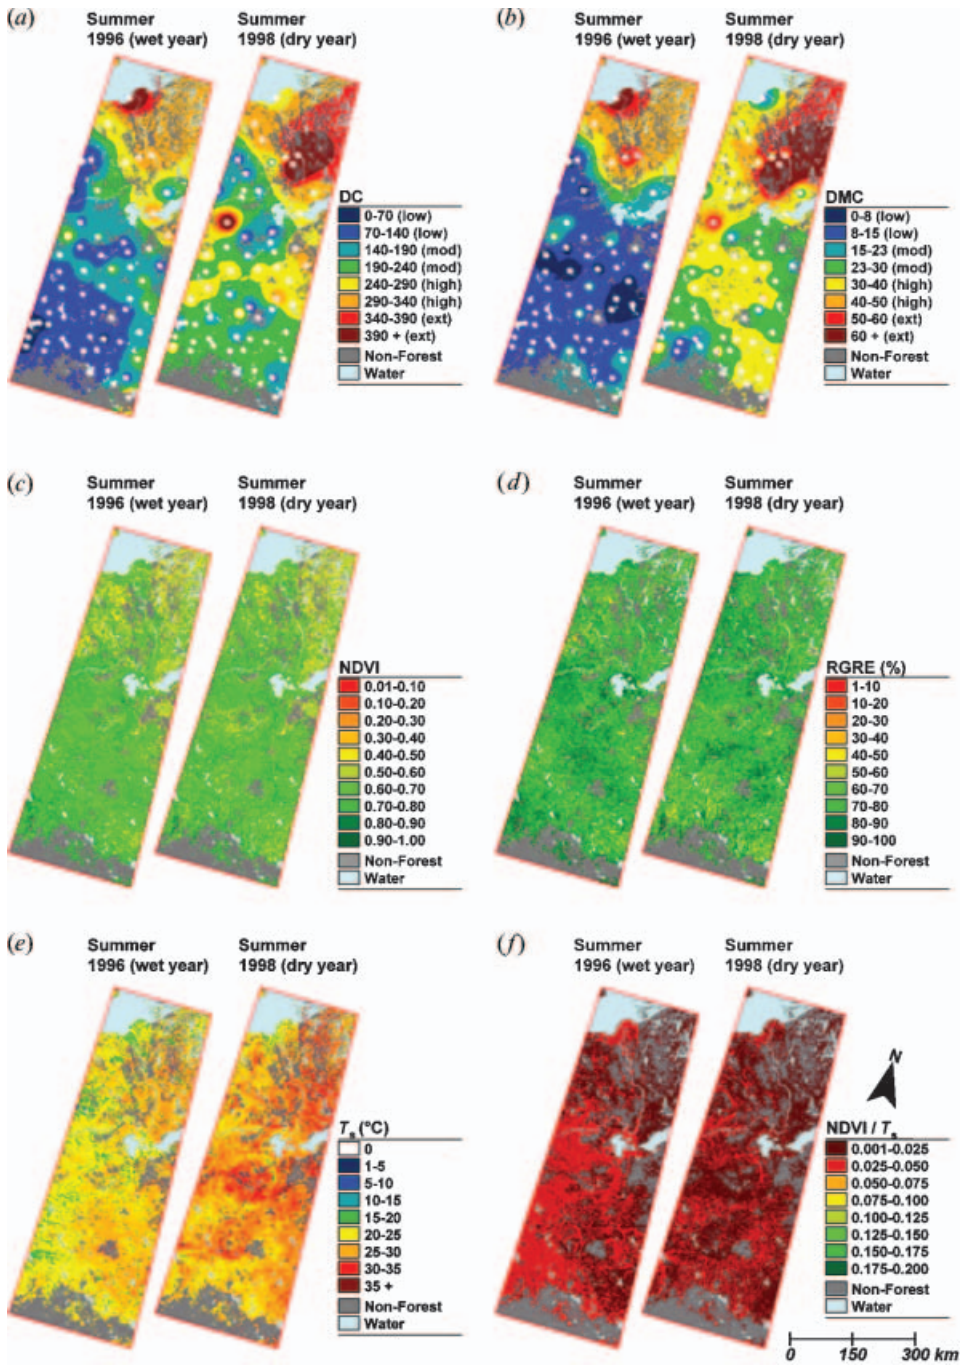 (a) Summer
1996 (wet year)
Summer
1998 (dry year)
DC
0-70 (low)
70-140 (low)
140-190 (mod)
190-240 (mod)
240-290 (high)
290-340 (high)
340-390 (ext)
390 + (ext)
Non-Forest
Water
(b) Summer
1996 (wet year)
Summer
1998 (dry year)
DMC
0-8 (low)
8-15 (low)
15-23 (mod)
23-30 (mod)
30-40 (high)
40-50 (high)
50-60 (ext)
60 + (ext)
Non-Forest
Water
(c) Summer
1996 (wet year)
Summer
1998 (dry year)
NDVI
0.01-0.10
0.10-0.20
0.20-0.30
0.30-0.40
0.40-0.50
0.50-0.60
0.60-0.70
0.70-0.80
0.80-0.90
0.90-1.00
Non-Forest
Water
(d) Summer
1996 (wet year)
Summer
1998 (dry year)
RGRE (%)
1-10
10-20
20-30
30-40
40-50
50-60
60-70
70-80
80-90
90-100
Non-Forest
Water
(e) Summer
1996 (wet year)
Summer
1998 (dry year)
Ts (°C)
0
1-5
5-10
10-15
15-20
20-25
25-30
30-35
35 +
Non-Forest
Water
(f) Summer
1996 (wet year)
Summer
1998 (dry year)
N
NDVI / Ts
0.001-0.025
0.025-0.050
0.050-0.075
0.075-0.100
0.100-0.125
0.125-0.150
0.150-0.175
0.175-0.200
Non-Forest
Water
0 150 300 km